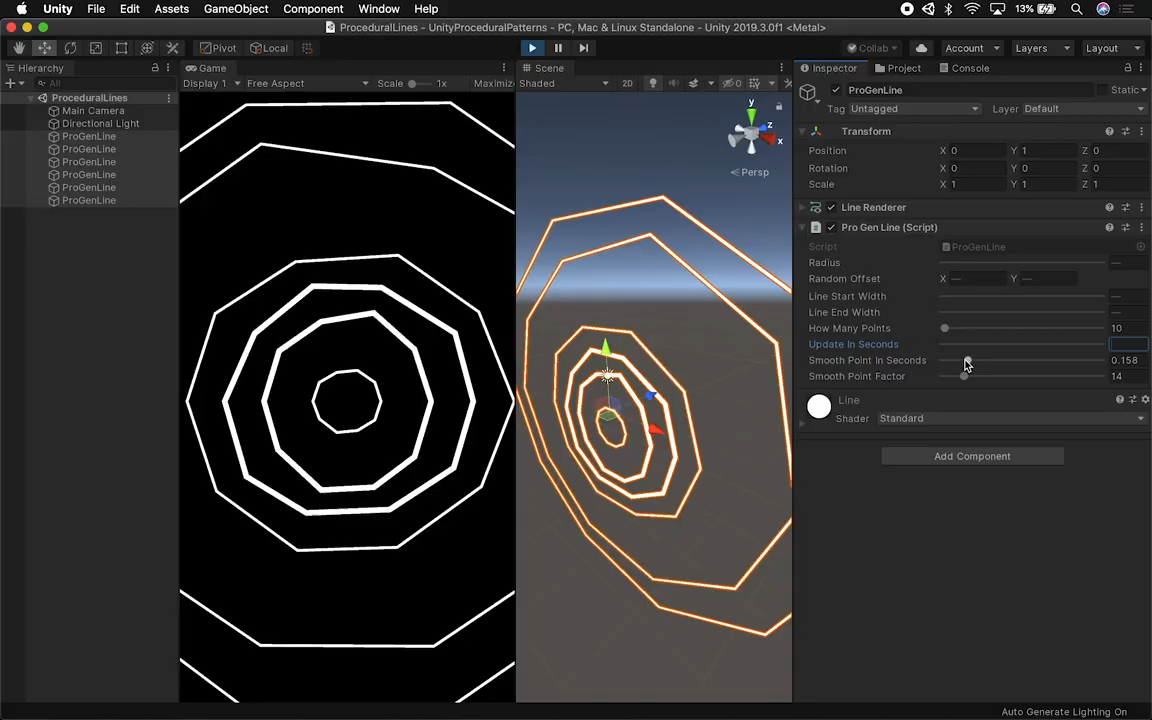 Unity File Edit Assets GameObject Component Window Help 13%
ProceduralLines - UnityProceduralPatterns - PC, Mac & Linux Standalone - Unity 2019.3.0f1 <Metal>
Pivot Local Collab Account Layers Layout
Hierarchy
All
ProceduralLines
Main Camera
Directional Light
ProGenLine
ProGenLine
ProGenLine
ProGenLine
ProGenLine
ProGenLine
Game
Display 1 Free Aspect Scale 1x Maximize
Scene
Shaded 2D
y
z
x
Persp
Inspector Project Console
ProGenLine Static
Tag Untagged Layer Default
Transform
Position X 0 Y 1 Z 0
Rotation X 0 Y 0 Z 0
Scale X 1 Y 1 Z 1
Line Renderer
Pro Gen Line (Script)
Script ProGenLine
Radius —
Random Offset X — Y —
Line Start Width —
Line End Width —
How Many Points 10
Update In Seconds
Smooth Point In Seconds 0.158
Smooth Point Factor 14
Line
Shader Standard
Add Component
Auto Generate Lighting On